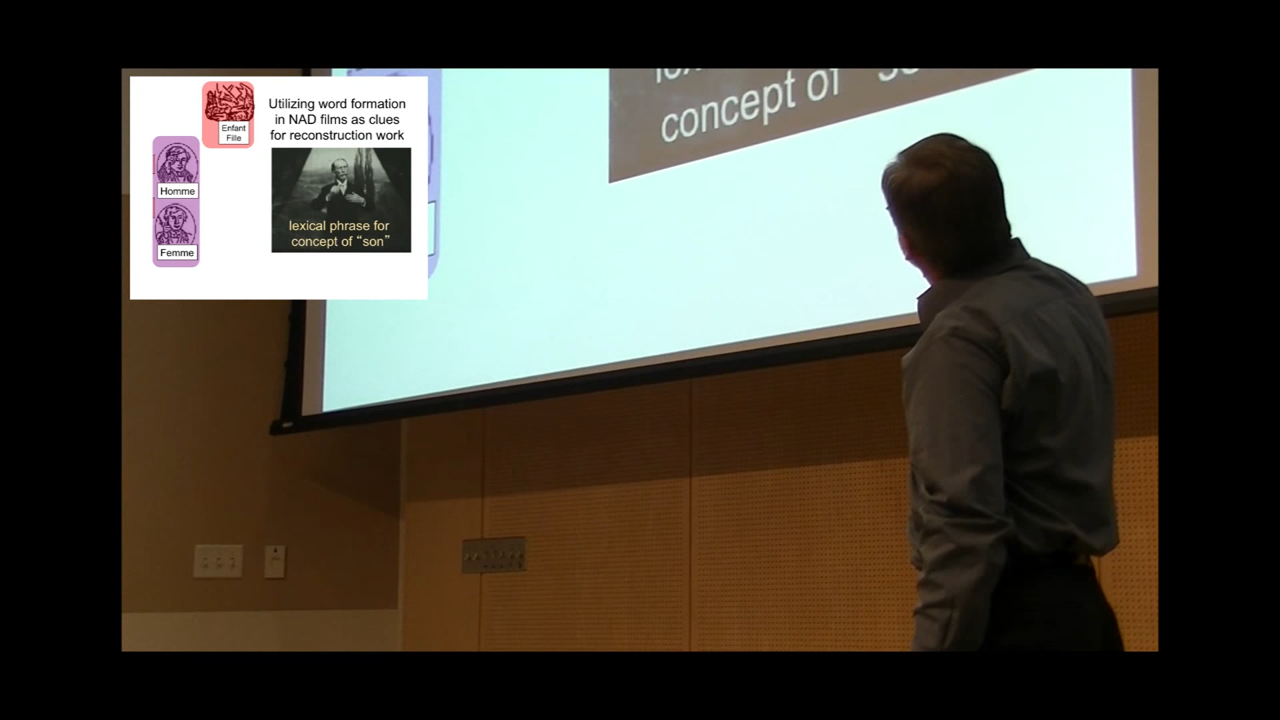 Enfant
Fille
Homme
Femme
Utilizing word formation
in NAD films as clues
for reconstruction work
lexical phrase for
concept of “son”
concept of